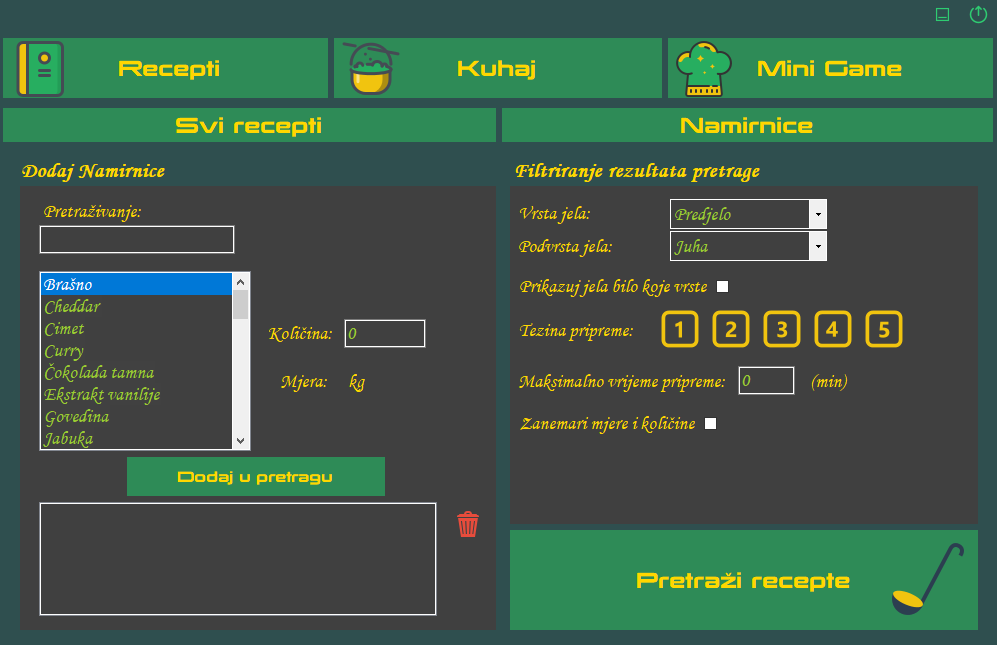 Recepti
Kuhaj
Mini Game
Svi recepti
Namirnice
Dodaj Namirnice
Pretraživanje:
Brašno
Cheddar
Cimet
Curry
Čokolada tamna
Ekstrakt vanilije
Govedina
Jabuka
Količina: 0
Mjera: kg
Dodaj u pretragu
Filtriranje rezultata pretrage
Vrsta jela: Predjelo
Podvrsta jela: Juha
Prikazuj jela bilo koje vrste
Tezina pripreme: 1 2 3 4 5
Maksimalno vrijeme pripreme: 0 (min)
Zanemari mjere i količine
Pretraži recepte